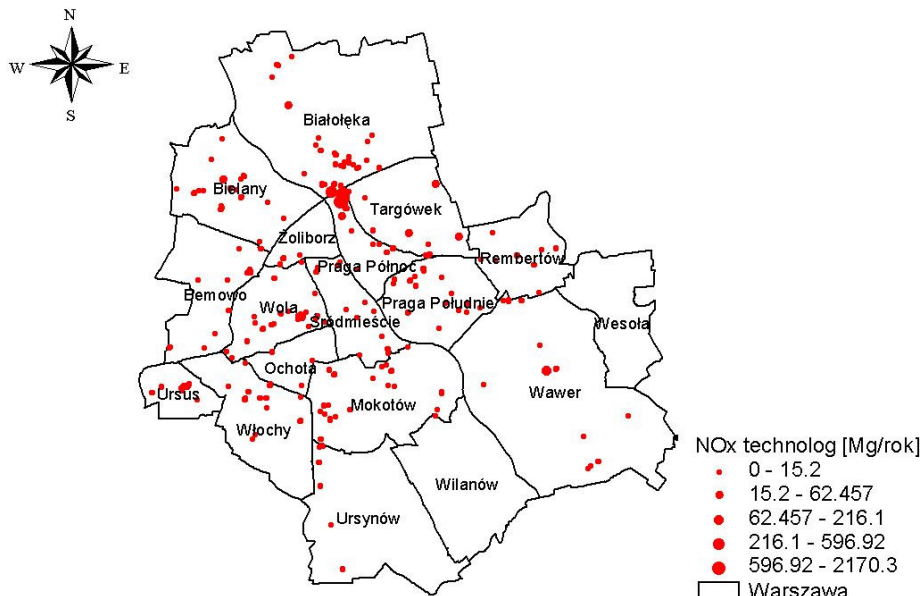 N
W E
S
Białołęka
Bielany
Targówek
Żoliborz
Rembertów
Praga Północ
Bemowo
Wola
Praga Południe
Śródmieście
Wesoła
Ochota
Ursus
Wawer
Mokotów
Włochy
Wilanów
Ursynów
NOx technolog [Mg/rok]
0 - 15.2
15.2 - 62.457
62.457 - 216.1
216.1 - 596.92
596.92 - 2170.3
Warszawa